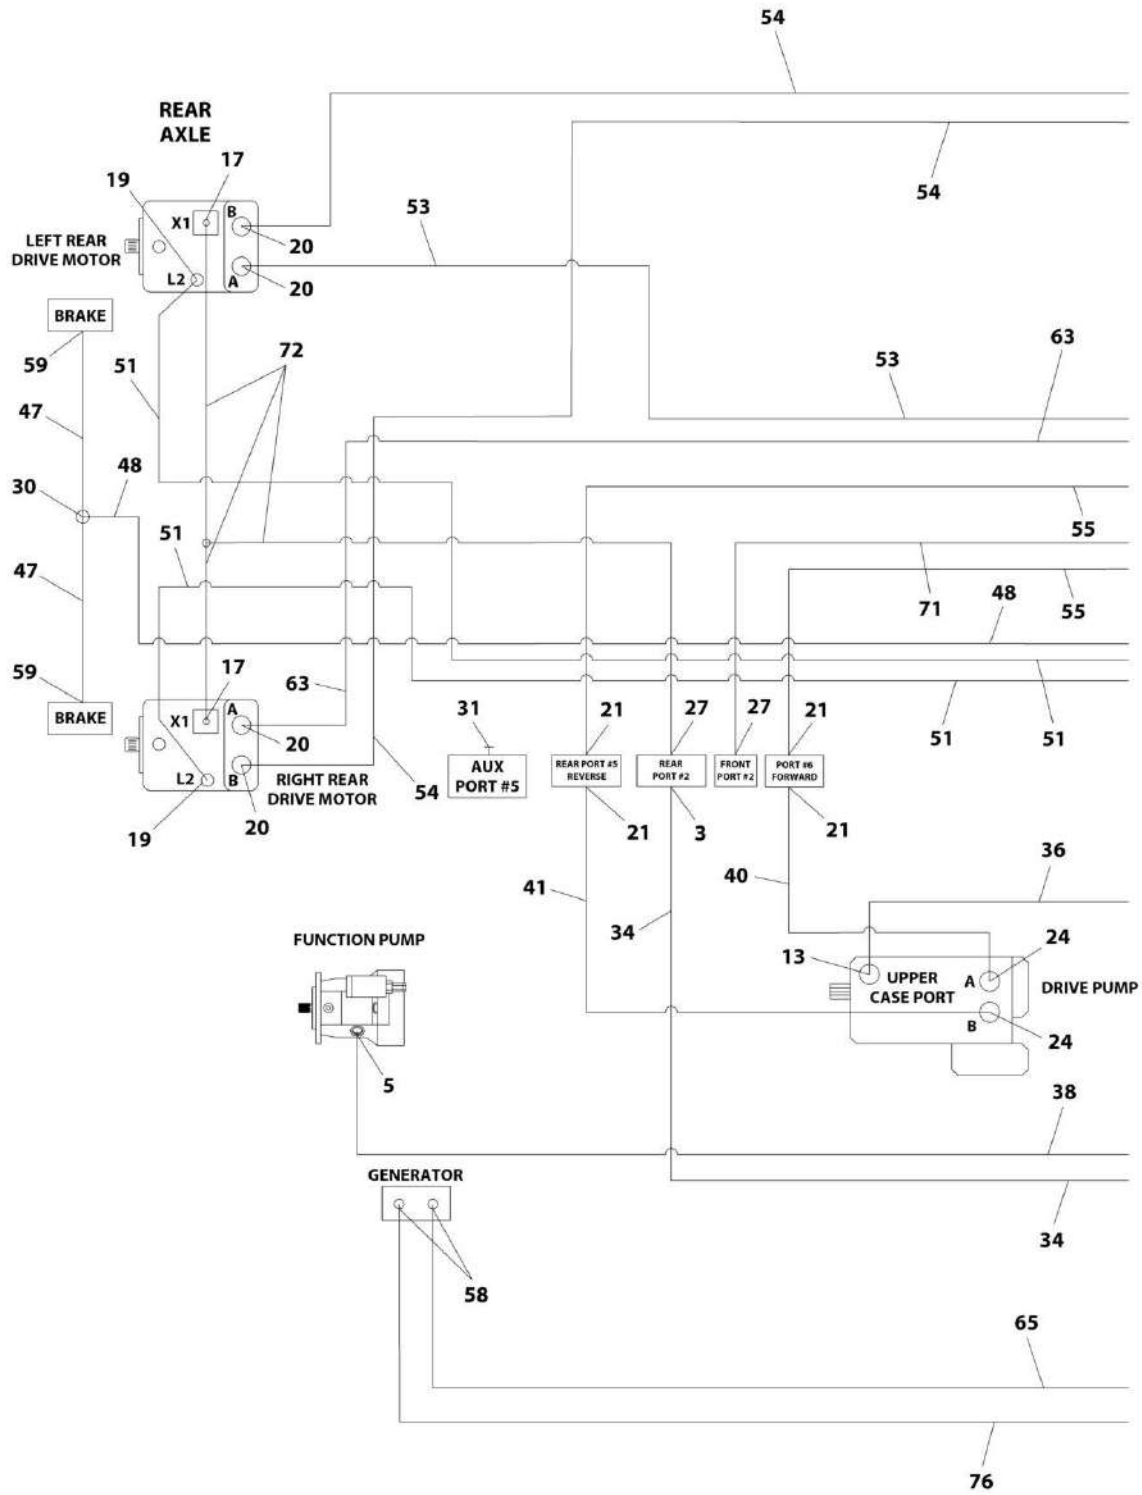 54
REAR
AXLE
17
19
54
53
B
X1
20
LEFT REAR
DRIVE MOTOR
L2
A
20
BRAKE
63
59
51
72
53
47
48
30
51
55
47
71
48
55
59
17
63
31
21
27
27
21
51
51
BRAKE
X1
A
20
AUX
PORT #5
REAR PORT #5
REVERSE
REAR
PORT #2
FRONT
PORT #2
PORT #6
FORWARD
L2
B
RIGHT REAR
DRIVE MOTOR
54
19
20
21
3
21
36
41
40
34
FUNCTION PUMP
13
24
UPPER
CASE PORT
A
DRIVE PUMP
B
24
5
38
GENERATOR
34
58
65
76